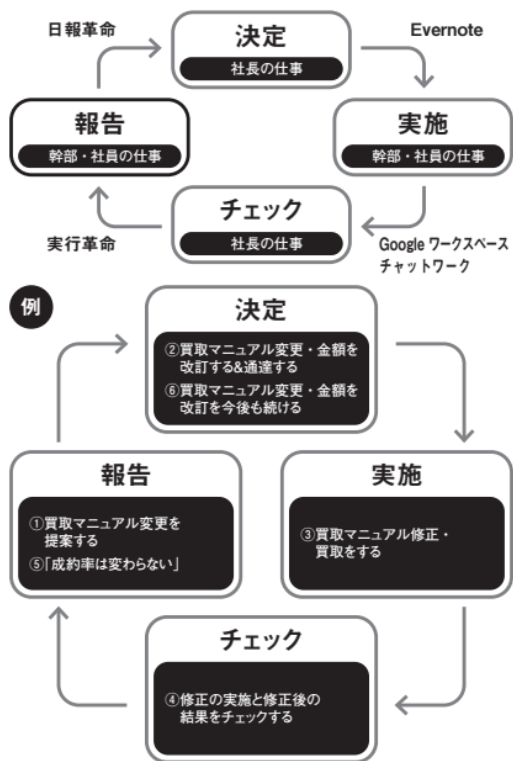 日報革命
決定
社長の仕事
Evernote
報告
幹部・社員の仕事
実施
幹部・社員の仕事
チェック
社長の仕事
実行革命
Google ワークスペース
チャットワーク
例
決定
②買取マニュアル変更・金額を
改訂する&通達する
⑥買取マニュアル変更・金額を
改訂を今後も続ける
報告
①買取マニュアル変更を
提案する
⑤「成約率は変わらない」
実施
③買取マニュアル修正・
買取をする
チェック
④修正の実施と修正後の
結果をチェックする